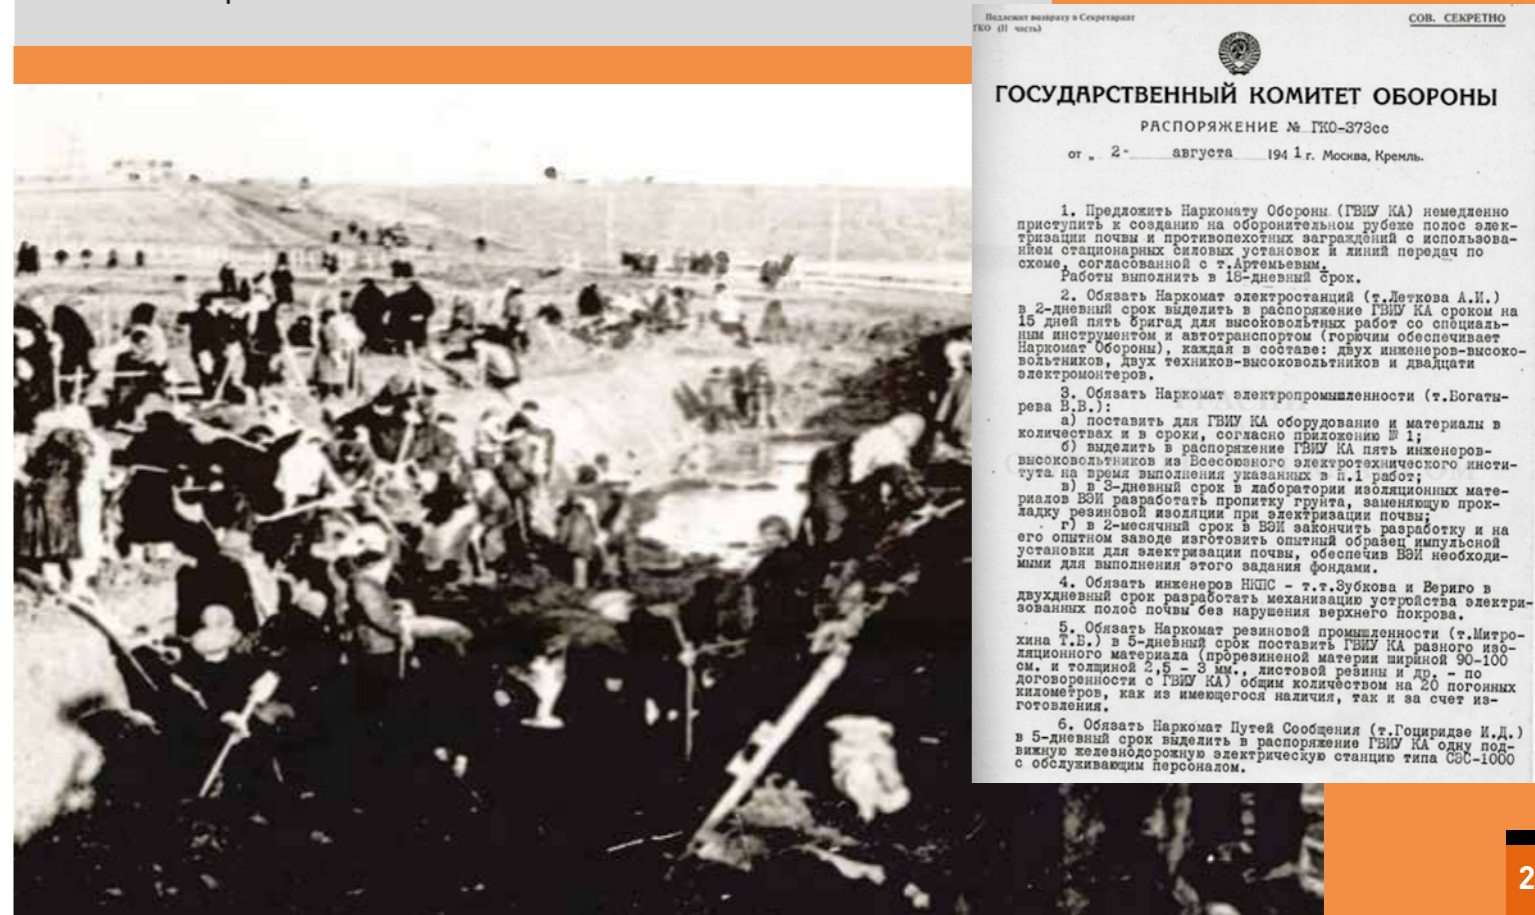 Подлежит возврату в Секретариат
ГКО (II часть)
СОВ. СЕКРЕТНО
ГОСУДАРСТВЕННЫЙ КОМИТЕТ ОБОРОНЫ
РАСПОРЯЖЕНИЕ № ГКО-373сс
от „ 2- августа 1941 г. Москва, Кремль.
1. Предложить Наркомату Обороны (ГВИУ КА) немедленно
приступить к созданию на оборонительном рубеже полос элек-
тризации почвы и противопехотных заграждений с использова-
нием стационарных силовых установок и линий передач по
схеме, согласованной с т.Артемьевым.
Работы выполнить в 18-дневный срок.
2. Обязать Наркомат электростанций (т.Леткова А.И.)
в 2-дневный срок выделить в распоряжение ГВИУ КА сроком на
15 дней пять бригад для высоковольтных работ со специаль-
ным инструментом и автотранспортом (горючим обеспечивает
Наркомат Обороны), каждая в составе: двух инженеров-высоко-
вольтников, двух техников-высоковольтников и двадцати
электромонтеров.
3. Обязать Наркомат электропромышленности (т.Богаты-
рева В.В.):
а) поставить для ГВИУ КА оборудование и материалы в
количествах и в сроки, согласно приложению № 1;
б) выделить в распоряжение ГВИУ КА пять инженеров-
высоковольтников из Всесоюзного электротехнического инсти-
тута на время выполнения указанных в п.1 работ;
в) в 3-дневный срок в лаборатории изоляционных мате-
риалов ВЭИ разработать пропитку грунта, заменяющую прок-
ладку резиновой изоляции при электризации почвы;
г) в 2-месячный срок в ВЭИ закончить разработку и на
его опытном заводе изготовить опытный образец импульсной
установки для электризации почвы, обеспечив ВЭИ необходи-
мыми для выполнения этого задания фондами.
4. Обязать инженеров НКПС - т.т.Зубкова и Вериго в
двухдневный срок разработать механизацию устройства электри-
зованных полос почвы без нарушения верхнего покрова.
5. Обязать Наркомат резиновой промышленности (т.Митро-
хина Т.Б.) в 5-дневный срок поставить ГВИУ КА разного изо-
ляционного материала (прорезиненой материи шириной 90-100
см. и толщиной 2,5 - 3 мм., листовой резины и др. - по
договоренности с ГВИУ КА) общим количеством на 20 погонных
километров, как из имеющегося наличия, так и за счет из-
готовления.
6. Обязать Наркомат Путей Сообщения (т.Гоциридзе И.Д.)
в 5-дневный срок выделить в распоряжение ГВИУ КА одну под-
вижную железнодорожную электрическую станцию типа СЭС-1000
с обслуживающим персоналом.
2